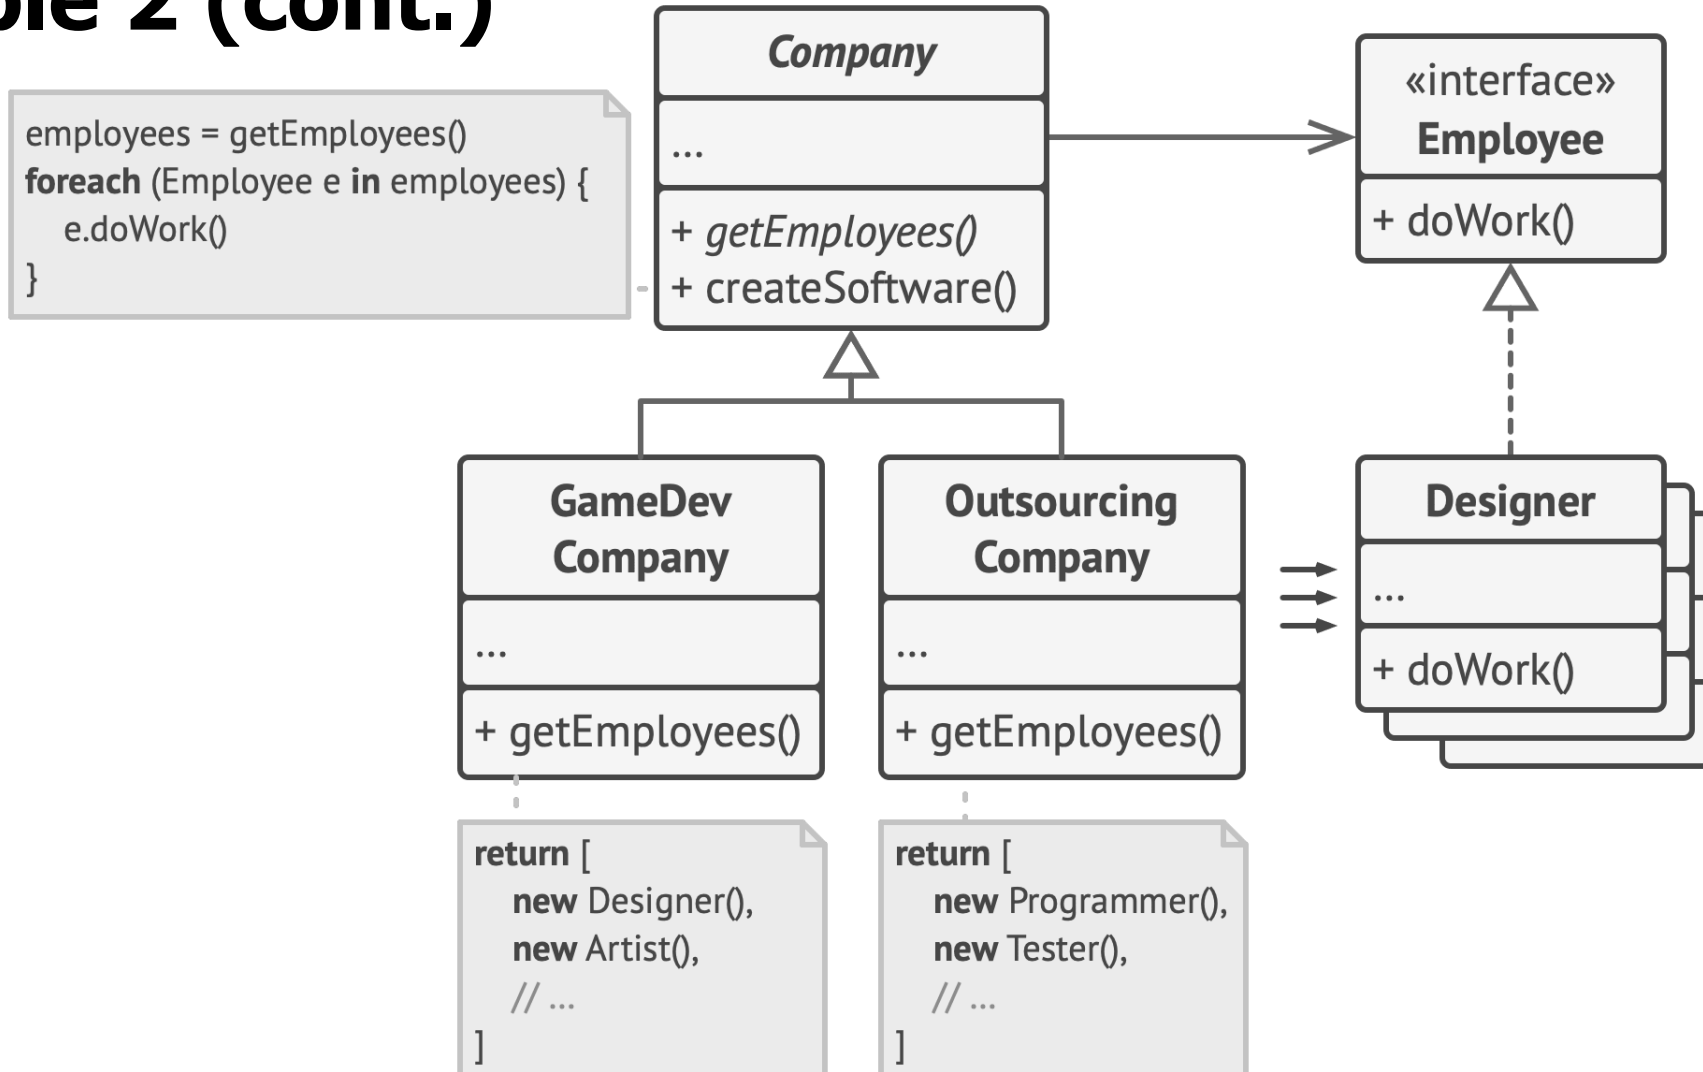 ple 2 (cont.)
employees = getEmployees()
foreach (Employee e in employees) {
e.doWork()
}
Company
...
+ getEmployees()
+ createSoftware()
«interface»
Employee
+ doWork()
GameDev
Company
...
+ getEmployees()
return [
new Designer(),
new Artist(),
// ...
]
Outsourcing
Company
...
+ getEmployees()
return [
new Programmer(),
new Tester(),
// ...
]
Designer
...
+ doWork()